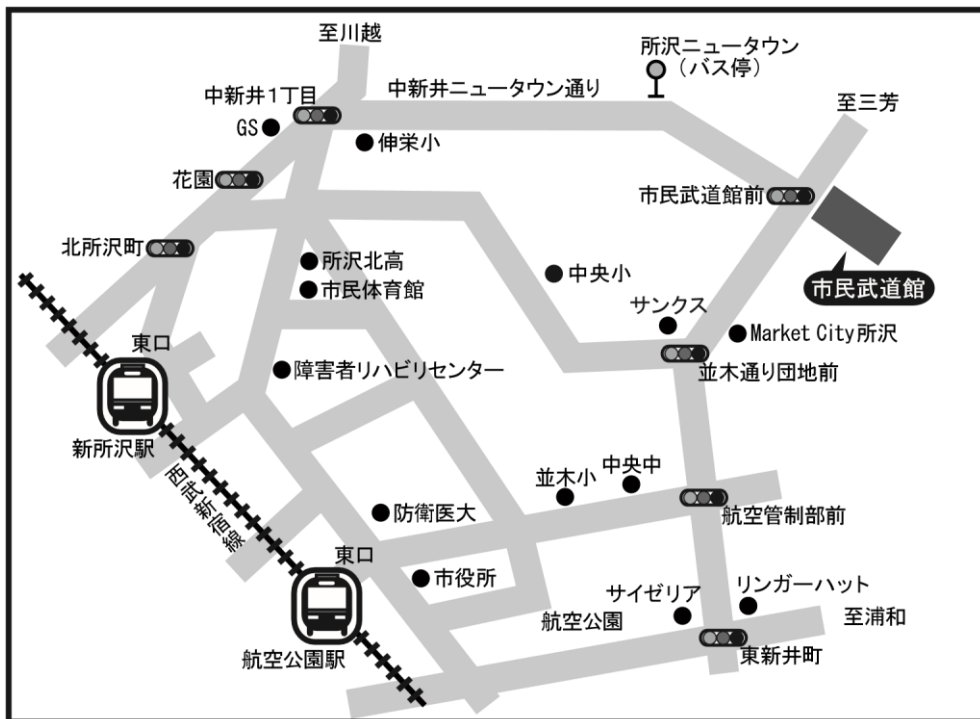 至川越
所沢ニュータウン
（バス停）
中新井1丁目
中新井ニュータウン通り
至三芳
GS
伸栄小
花園
市民武道館前
北所沢町
所沢北高
中央小
市民体育館
市民武道館
サンクス
東口
Market City所沢
障害者リハビリセンター
並木通り団地前
新所沢駅
西武新宿線
中央中
並木小
防衛医大
航空管制部前
東口
市役所
リンガーハット
サイゼリア
航空公園
至浦和
航空公園駅
東新井町